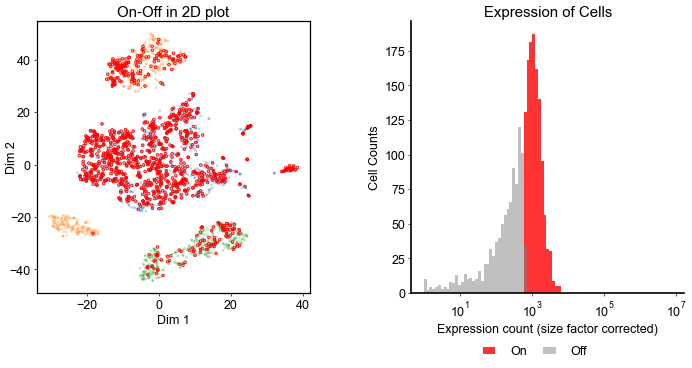 On-Off in 2D plot
Dim 2
40
20
0
−20
−40
−20
0
20
40
Dim 1
Expression of Cells
Cell Counts
175
150
125
100
75
50
25
0
10¹
10³
10⁵
10⁷
Expression count (size factor corrected)
On
Off